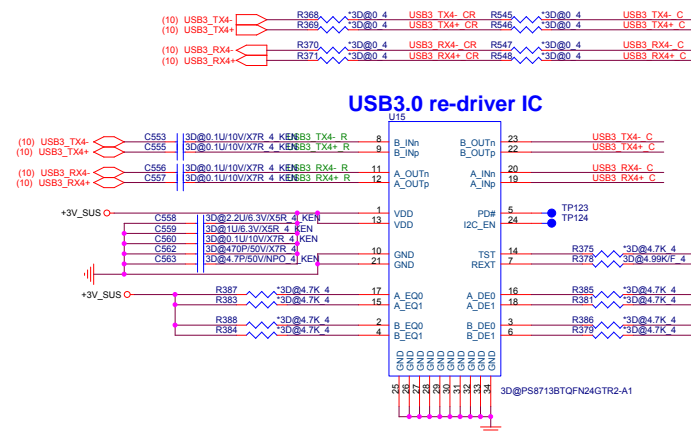 (10) USB3_TX4- R368 *3D@0_4 USB3_TX4-_CR R545 *3D@0_4 USB3_TX4-_C
(10) USB3_TX4+ R369 *3D@0_4 USB3_TX4+_CR R546 *3D@0_4 USB3_TX4+_C
(10) USB3_RX4- R370 *3D@0_4 USB3_RX4-_CR R547 *3D@0_4 USB3_RX4-_C
(10) USB3_RX4+ R371 *3D@0_4 USB3_RX4+_CR R548 *3D@0_4 USB3_RX4+_C
USB3.0 re-driver IC
U15
(10) USB3_TX4- C553 3D@0.1U/10V/X7R_4_KEN USB3_TX4-_R 8 B_INn B_OUTn 23 USB3_TX4-_C
(10) USB3_TX4+ C555 3D@0.1U/10V/X7R_4_KEN USB3_TX4+_R 9 B_INp B_OUTp 22 USB3_TX4+_C
(10) USB3_RX4- C556 3D@0.1U/10V/X7R_4_KEN USB3_RX4-_R 11 A_OUTn A_INn 20 USB3_RX4-_C
(10) USB3_RX4+ C557 3D@0.1U/10V/X7R_4_KEN USB3_RX4+_R 12 A_OUTp A_INp 19 USB3_RX4+_C
+3V_SUS 1 VDD PD# 5 TP123
C558 3D@2.2U/6.3V/X5R_4_KEN 13 VDD I2C_EN 24 TP124
C559 3D@1U/6.3V/X5R_4_KEN
C560 3D@0.1U/10V/X7R_4_KEN
C562 3D@470P/50V/X7R_4 10 GND TST 14 R375 *3D@4.7K_4
C563 3D@4.7P/50V/NPO_4_KEN 21 GND REXT 7 R378 3D@4.99K/F_4
+3V_SUS R387 *3D@4.7K_4 17 A_EQ0 A_DE0 16 R385 *3D@4.7K_4
R383 *3D@4.7K_4 15 A_EQ1 A_DE1 18 R381 *3D@4.7K_4
R388 *3D@4.7K_4 2 B_EQ0 B_DE0 3 R386 *3D@4.7K_4
R384 *3D@4.7K_4 4 B_EQ1 B_DE1 6 R379 *3D@4.7K_4
GND GND GND GND GND GND GND GND GND GND
25 26 27 28 29 30 31 32 33 34
3D@PS8713BTQFN24GTR2-A1